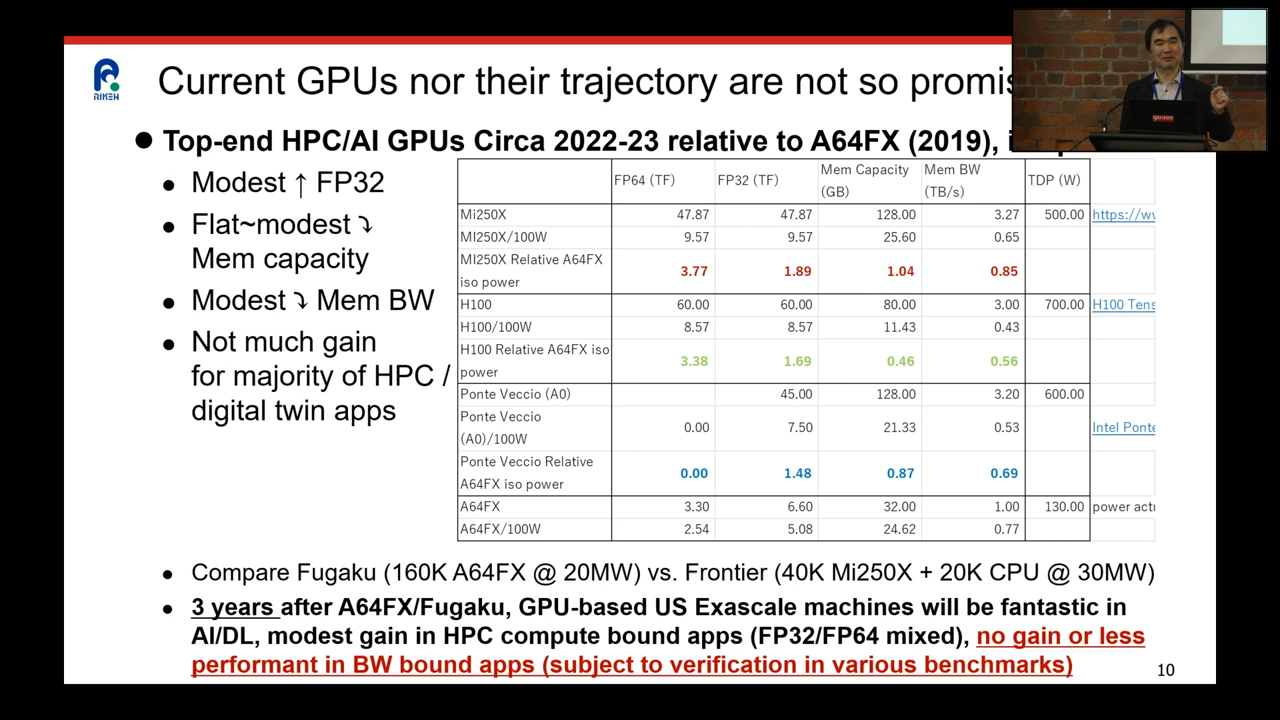 RIKEN
Current GPUs nor their trajectory are not so promis
● Top-end HPC/AI GPUs Circa 2022-23 relative to A64FX (2019),
● Modest ↑ FP32
● Flat~modest ⤵
Mem capacity
● Modest ⤵ Mem BW
● Not much gain
for majority of HPC /
digital twin apps
FP64 (TF) FP32 (TF) Mem Capacity (GB) Mem BW (TB/s) TDP (W)
Mi250X 47.87 47.87 128.00 3.27 500.00 https://ww
MI250X/100W 9.57 9.57 25.60 0.65
MI250X Relative A64FX iso power 3.77 1.89 1.04 0.85
H100 60.00 60.00 80.00 3.00 700.00 H100 Tens
H100/100W 8.57 8.57 11.43 0.43
H100 Relative A64FX iso power 3.38 1.69 0.46 0.56
Ponte Veccio (A0) 45.00 128.00 3.20 600.00
Ponte Veccio (A0)/100W 0.00 7.50 21.33 0.53 Intel Ponte
Ponte Veccio Relative A64FX iso power 0.00 1.48 0.87 0.69
A64FX 3.30 6.60 32.00 1.00 130.00 power actu
A64FX/100W 2.54 5.08 24.62 0.77
● Compare Fugaku (160K A64FX @ 20MW) vs. Frontier (40K Mi250X + 20K CPU @ 30MW)
● 3 years after A64FX/Fugaku, GPU-based US Exascale machines will be fantastic in
AI/DL, modest gain in HPC compute bound apps (FP32/FP64 mixed), no gain or less
performant in BW bound apps (subject to verification in various benchmarks)
10